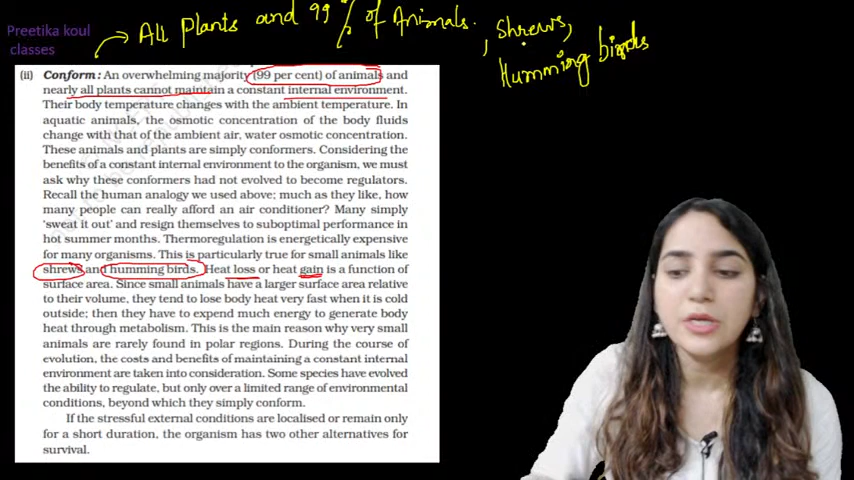 Preetika koul
classes
All Plants and 99% of Animals.
, Shrews,
Humming birds
(ii) Conform: An overwhelming majority (99 per cent) of animals and
nearly all plants cannot maintain a constant internal environment.
Their body temperature changes with the ambient temperature. In
aquatic animals, the osmotic concentration of the body fluids
change with that of the ambient air, water osmotic concentration.
These animals and plants are simply conformers. Considering the
benefits of a constant internal environment to the organism, we must
ask why these conformers had not evolved to become regulators.
Recall the human analogy we used above; much as they like, how
many people can really afford an air conditioner? Many simply
‘sweat it out’ and resign themselves to suboptimal performance in
hot summer months. Thermoregulation is energetically expensive
for many organisms. This is particularly true for small animals like
shrews and humming birds. Heat loss or heat gain is a function of
surface area. Since small animals have a larger surface area relative
to their volume, they tend to lose body heat very fast when it is cold
outside; then they have to expend much energy to generate body
heat through metabolism. This is the main reason why very small
animals are rarely found in polar regions. During the course of
evolution, the costs and benefits of maintaining a constant internal
environment are taken into consideration. Some species have evolved
the ability to regulate, but only over a limited range of environmental
conditions, beyond which they simply conform.
If the stressful external conditions are localised or remain only
for a short duration, the organism has two other alternatives for
survival.